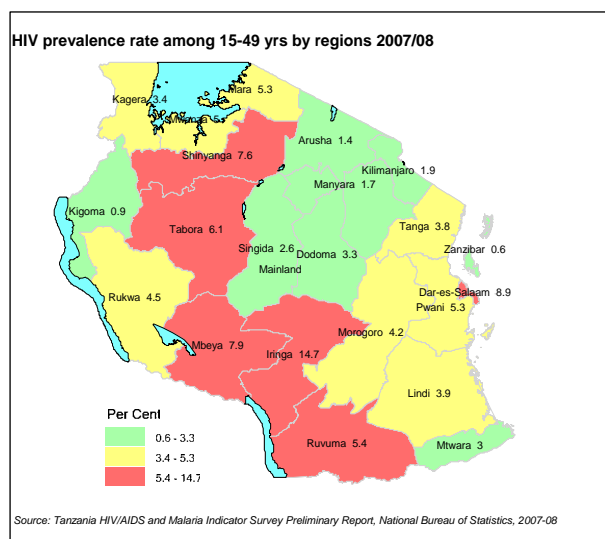 HIV prevalence rate among 15-49 yrs by regions 2007/08
Mara 5.3
Kagera 3.4
Shinyanga 7.6
Arusha 1.4
Kilimanjaro 1.9
Manyara 1.7
Kigoma 0.9
Tabora 6.1
Tanga 3.8
Zanzibar 0.6
Singida 2.6
Dodoma 3.3
Mainland
Dar-es-Salaam 8.9
Rukwa 4.5
Pwani 5.3
Morogoro 4.2
Mbeya 7.9
Iringa 14.7
Lindi 3.9
Per Cent
0.6 - 3.3
3.4 - 5.3
5.4 - 14.7
Ruvuma 5.4
Mtwara 3
Source: Tanzania HIV/AIDS and Malaria Indicator Survey Preliminary Report, National Bureau of Statistics, 2007-08